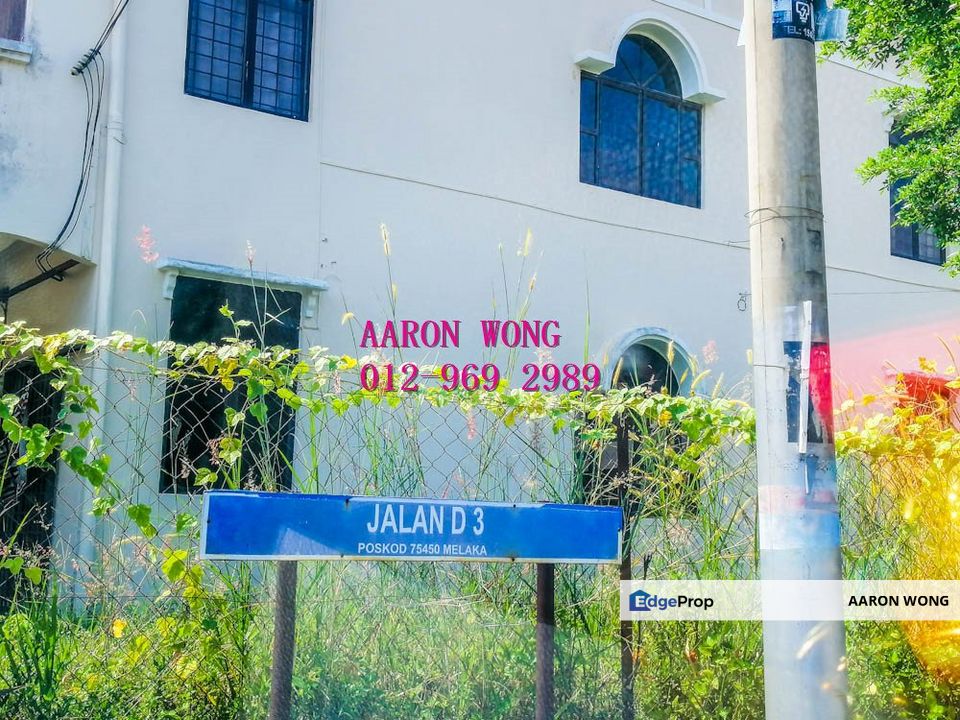 AARON WONG
012-969 2989
JALAN D 3
POSKOD 75450 MELAKA
EdgeProp
AARON WONG